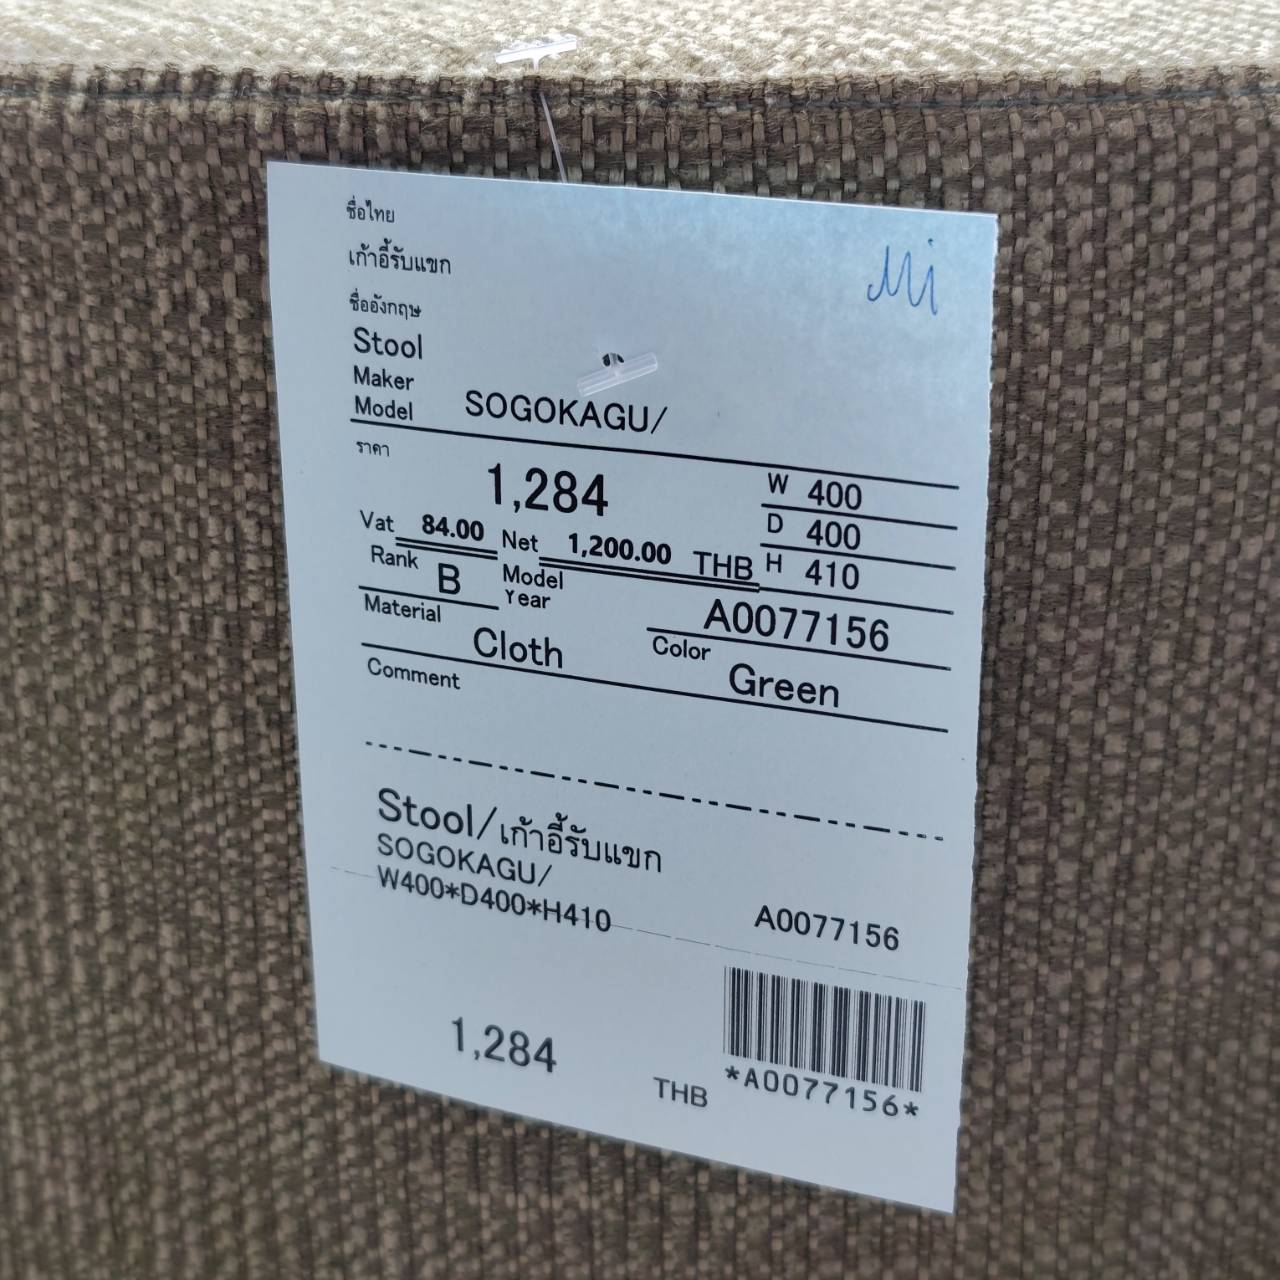 ชื่อไทย
เก้าอี้รับแขก
ชื่ออังกฤษ
Stool
Maker
Model SOGOKAGU/
ราคา
1,284
W 400
D 400
H 410
Vat 84.00 Net 1,200.00 THB
Rank B Model Year A0077156
Material Cloth Color Green
Comment
Stool/เก้าอี้รับแขก
SOGOKAGU/
W400*D400*H410
A0077156
1,284 THB
*A0077156*